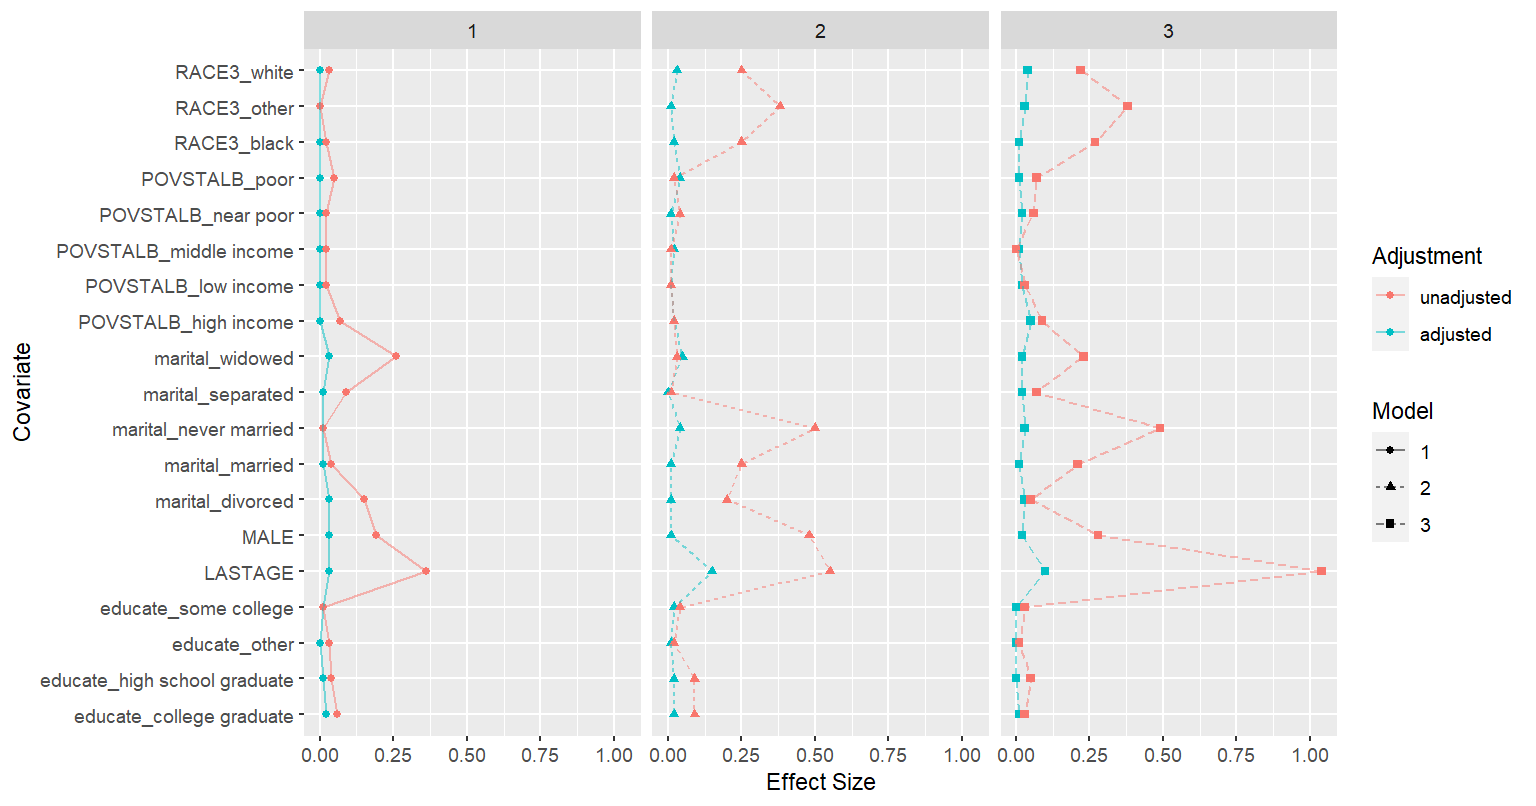 1 2 3
RACE3_white
RACE3_other
RACE3_black
POVSTALB_poor
POVSTALB_near poor
POVSTALB_middle income
POVSTALB_low income
POVSTALB_high income
marital_widowed
marital_separated
marital_never married
marital_married
marital_divorced
MALE
LASTAGE
educate_some college
educate_other
educate_high school graduate
educate_college graduate
Covariate
0.00 0.25 0.50 0.75 1.00 0.00 0.25 0.50 0.75 1.00 0.00 0.25 0.50 0.75 1.00
Effect Size
Adjustment
unadjusted
adjusted
Model
1
2
3